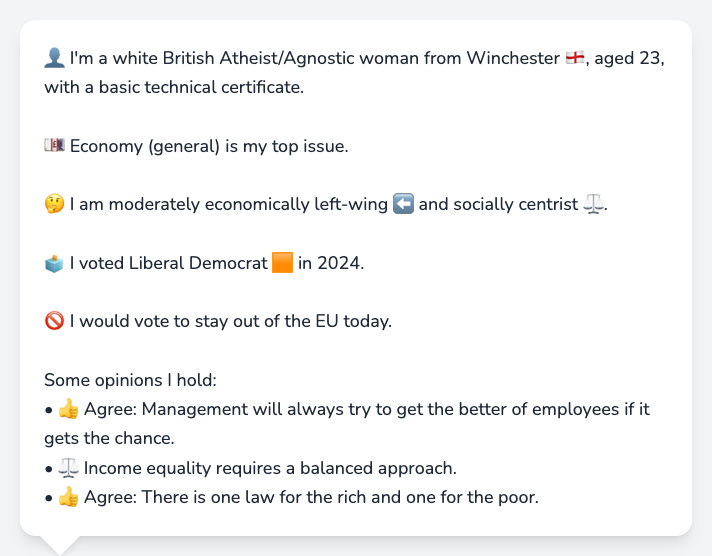 👤 I'm a white British Atheist/Agnostic woman from Winchester 🏴󠁧󠁢󠁥󠁮󠁧󠁿, aged 23,
with a basic technical certificate.
💷 Economy (general) is my top issue.
🤔 I am moderately economically left-wing ⬅️ and socially centrist ⚖️.
🗳️ I voted Liberal Democrat 🟧 in 2024.
🚫 I would vote to stay out of the EU today.
Some opinions I hold:
• 👍 Agree: Management will always try to get the better of employees if it
gets the chance.
• ⚖️ Income equality requires a balanced approach.
• 👍 Agree: There is one law for the rich and one for the poor.